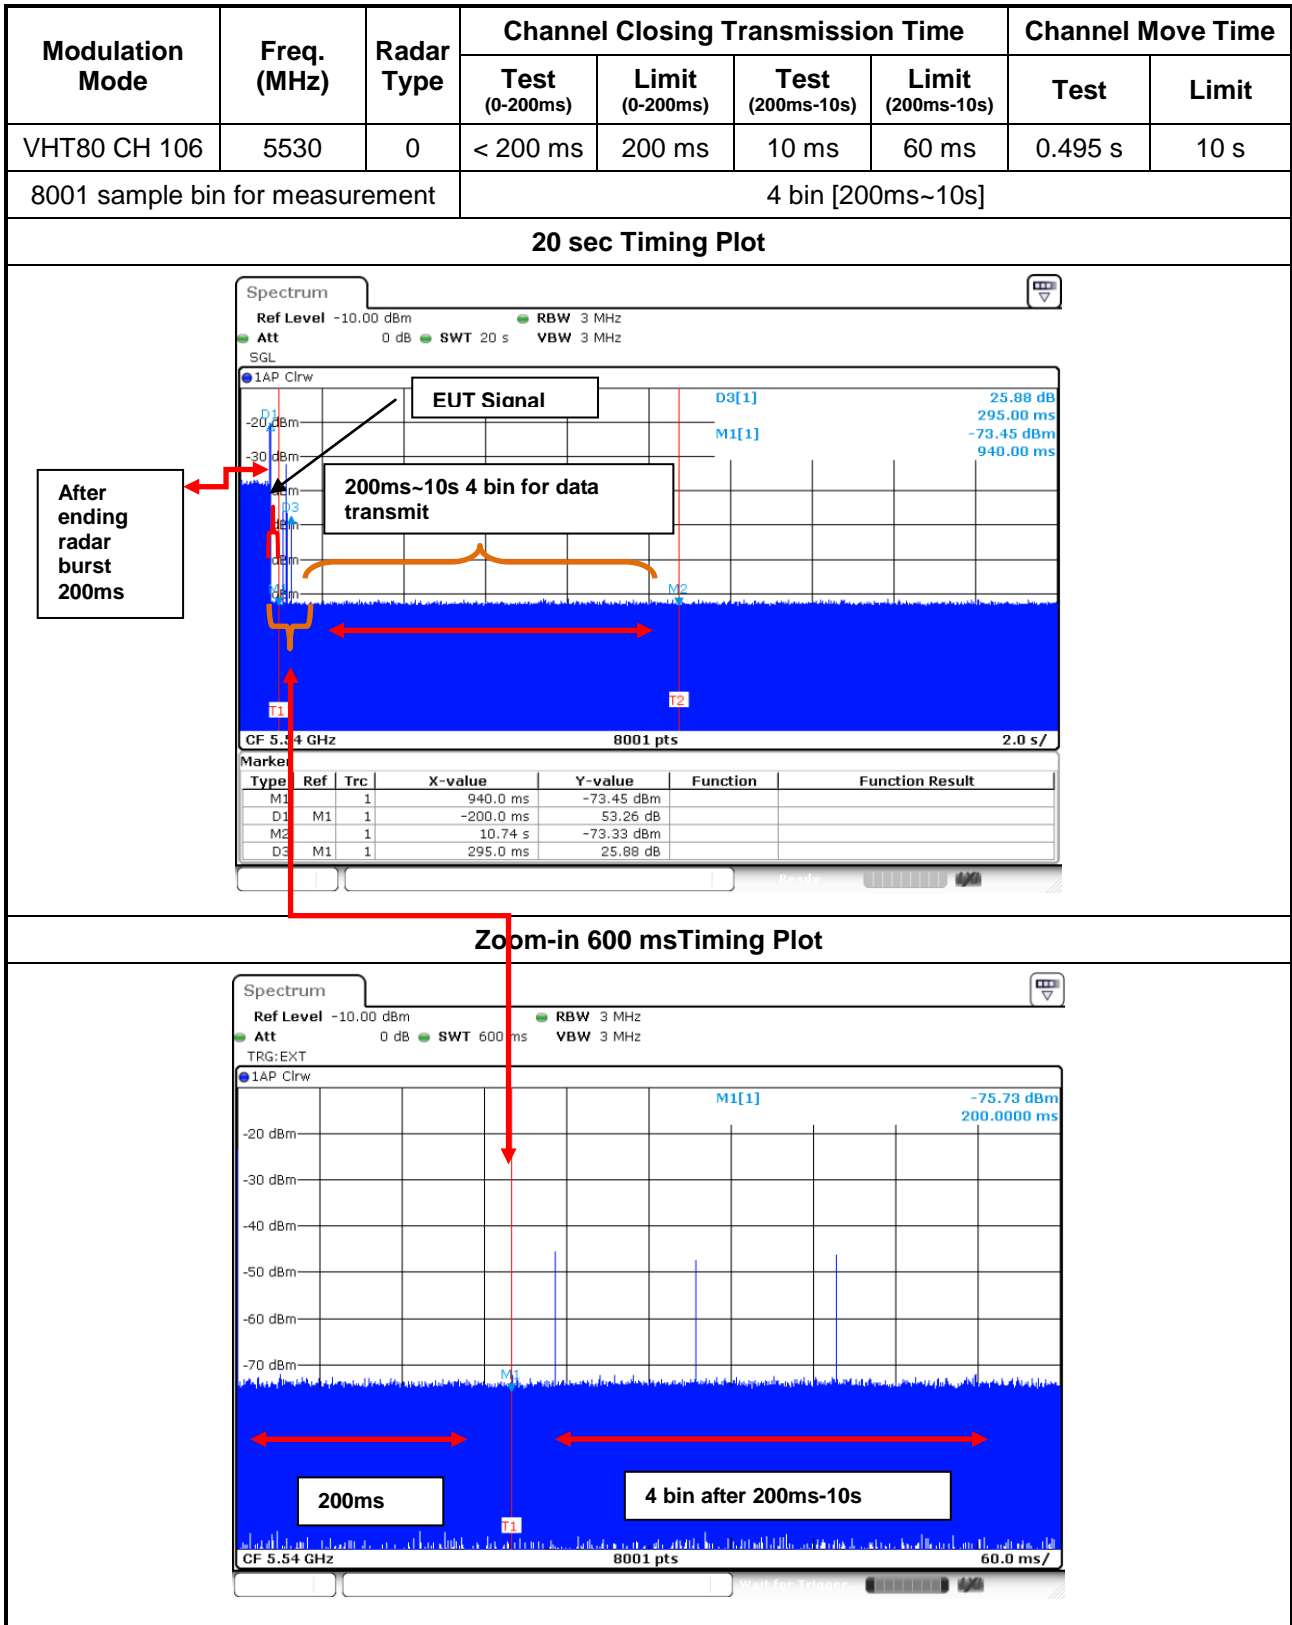 Modulation Mode | Freq. (MHz) | Radar Type | Channel Closing Transmission Time | Channel Move Time
Test (0-200ms) | Limit (0-200ms) | Test (200ms-10s) | Limit (200ms-10s) | Test | Limit
VHT80 CH 106 | 5530 | 0 | < 200 ms | 200 ms | 10 ms | 60 ms | 0.495 s | 10 s
8001 sample bin for measurement | 4 bin [200ms~10s]
20 sec Timing Plot
Spectrum
Ref Level -10.00 dBm RBW 3 MHz
Att 0 dB SWT 20 s VBW 3 MHz
SGL
1AP Clrw
D3[1] 25.88 dB
295.00 ms
M1[1] -73.45 dBm
940.00 ms
EUT Signal
D1
-20 dBm
-30 dBm
200ms~10s 4 bin for data
transmit
After
ending
radar
burst
200ms
D3
M2
T1
T2
CF 5.54 GHz 8001 pts 2.0 s/
Marker
Type | Ref | Trc | X-value | Y-value | Function | Function Result
M1 1 940.0 ms -73.45 dBm
D1 M1 1 -200.0 ms 53.26 dB
M2 1 10.74 s -73.33 dBm
D3 M1 1 295.0 ms 25.88 dB
Ready
Zoom-in 600 msTiming Plot
Spectrum
Ref Level -10.00 dBm RBW 3 MHz
Att 0 dB SWT 600 ms VBW 3 MHz
TRG:EXT
1AP Clrw
M1[1] -75.73 dBm
200.0000 ms
-20 dBm
-30 dBm
-40 dBm
-50 dBm
-60 dBm
-70 dBm
M1
200ms
4 bin after 200ms-10s
T1
CF 5.54 GHz 8001 pts 60.0 ms/
Wait for Trigger